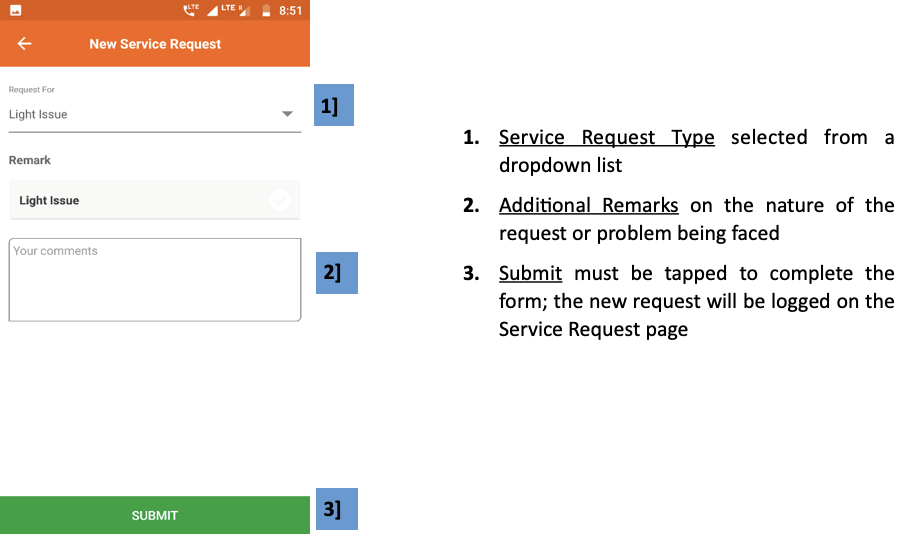 LTE LTE R 8:51
New Service Request
Request For
Light Issue
1]
Remark
Light Issue
Your comments
2]
SUBMIT
3]
1. Service Request Type selected from a
dropdown list
2. Additional Remarks on the nature of the
request or problem being faced
3. Submit must be tapped to complete the
form; the new request will be logged on the
Service Request page